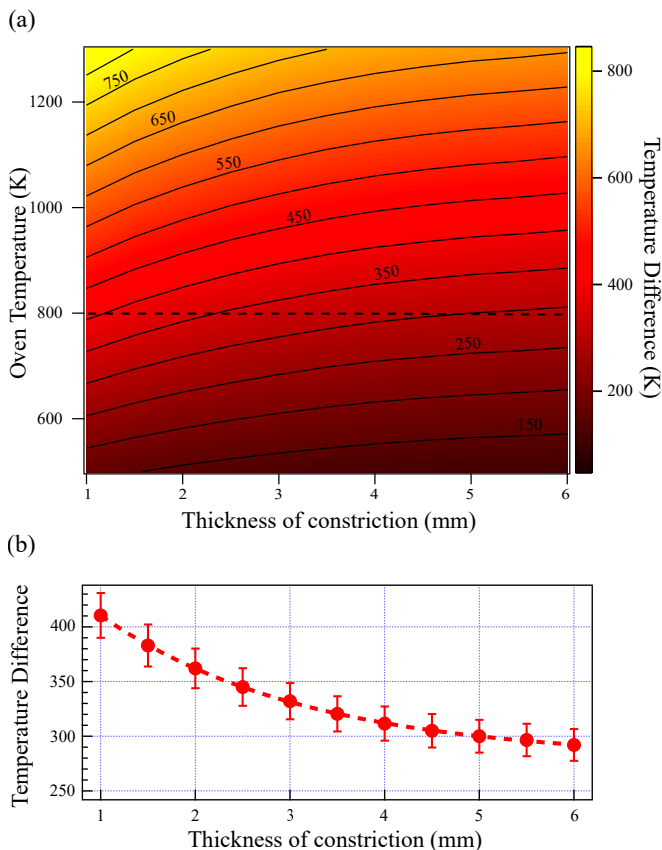 (a)
Oven Temperature (K)
1200
1000
800
600
750
650
550
450
350
250
150
1 2 3 4 5 6
Thickness of constriction (mm)
800
600
400
200
Temperature Difference (K)
(b)
Temperature Difference
400
350
300
250
1 2 3 4 5 6
Thickness of constriction (mm)